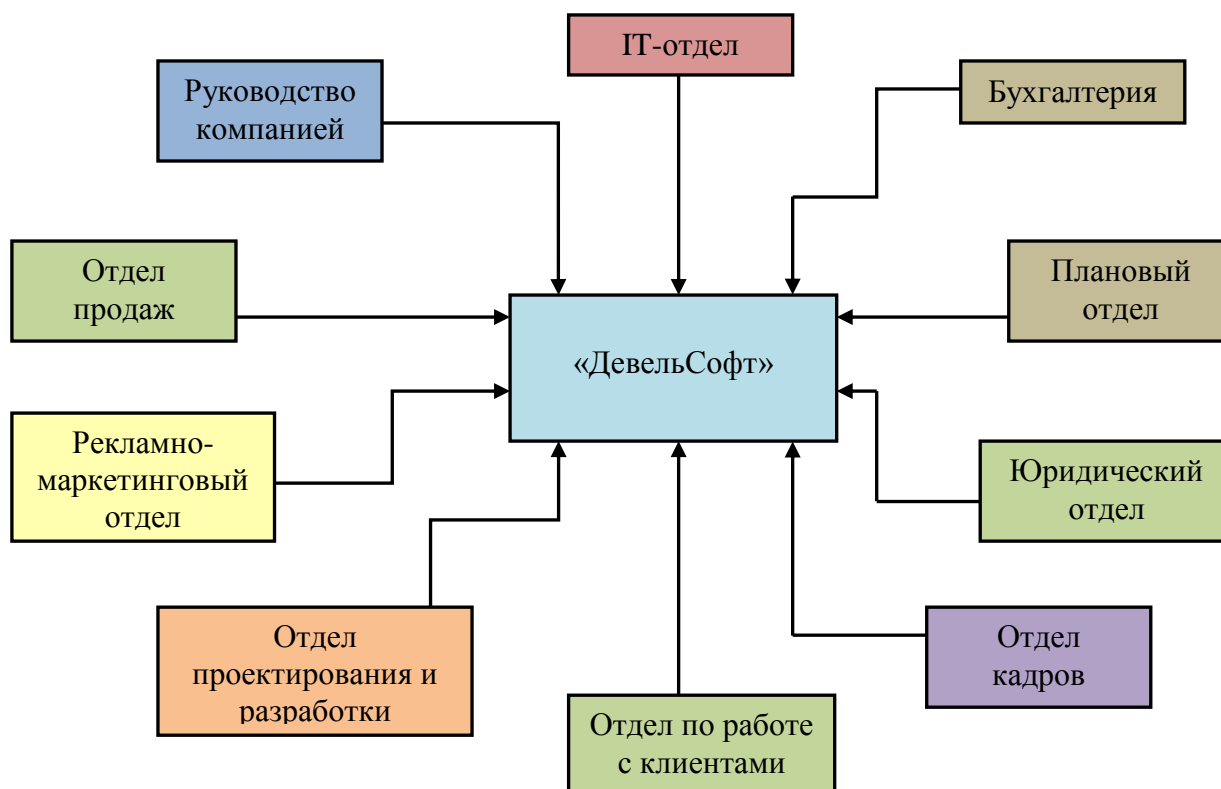 IT-отдел
Руководство
компанией
Бухгалтерия
Отдел
продаж
Плановый
отдел
«ДевельСофт»
Рекламно-
маркетинговый
отдел
Юридический
отдел
Отдел
проектирования и
разработки
Отдел по работе
с клиентами
Отдел
кадров